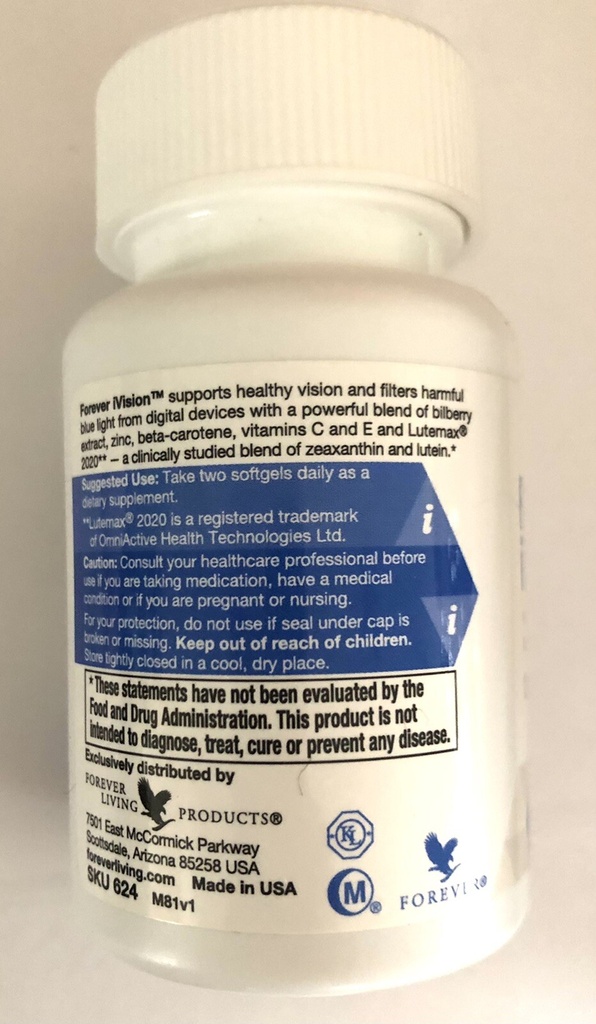 Forever iVision™ supports healthy vision and filters harmful
blue light from digital devices with a powerful blend of bilberry
extract, zinc, beta-carotene, vitamins C and E and Lutemax®
2020** – a clinically studied blend of zeaxanthin and lutein.*
Suggested Use: Take two softgels daily as a
dietary supplement.
**Lutemax® 2020 is a registered trademark
of OmniActive Health Technologies Ltd.
i
Caution: Consult your healthcare professional before
use if you are taking medication, have a medical
condition or if you are pregnant or nursing.
For your protection, do not use if seal under cap is
broken or missing. Keep out of reach of children.
Store tightly closed in a cool, dry place.
i
*These statements have not been evaluated by the
Food and Drug Administration. This product is not
intended to diagnose, treat, cure or prevent any disease.
Exclusively distributed by
FOREVER
LIVING PRODUCTS®
7501 East McCormick Parkway
Scottsdale, Arizona 85258 USA
foreverliving.com Made in USA
SKU 624 M81v1
KL
M®
FOREVER®